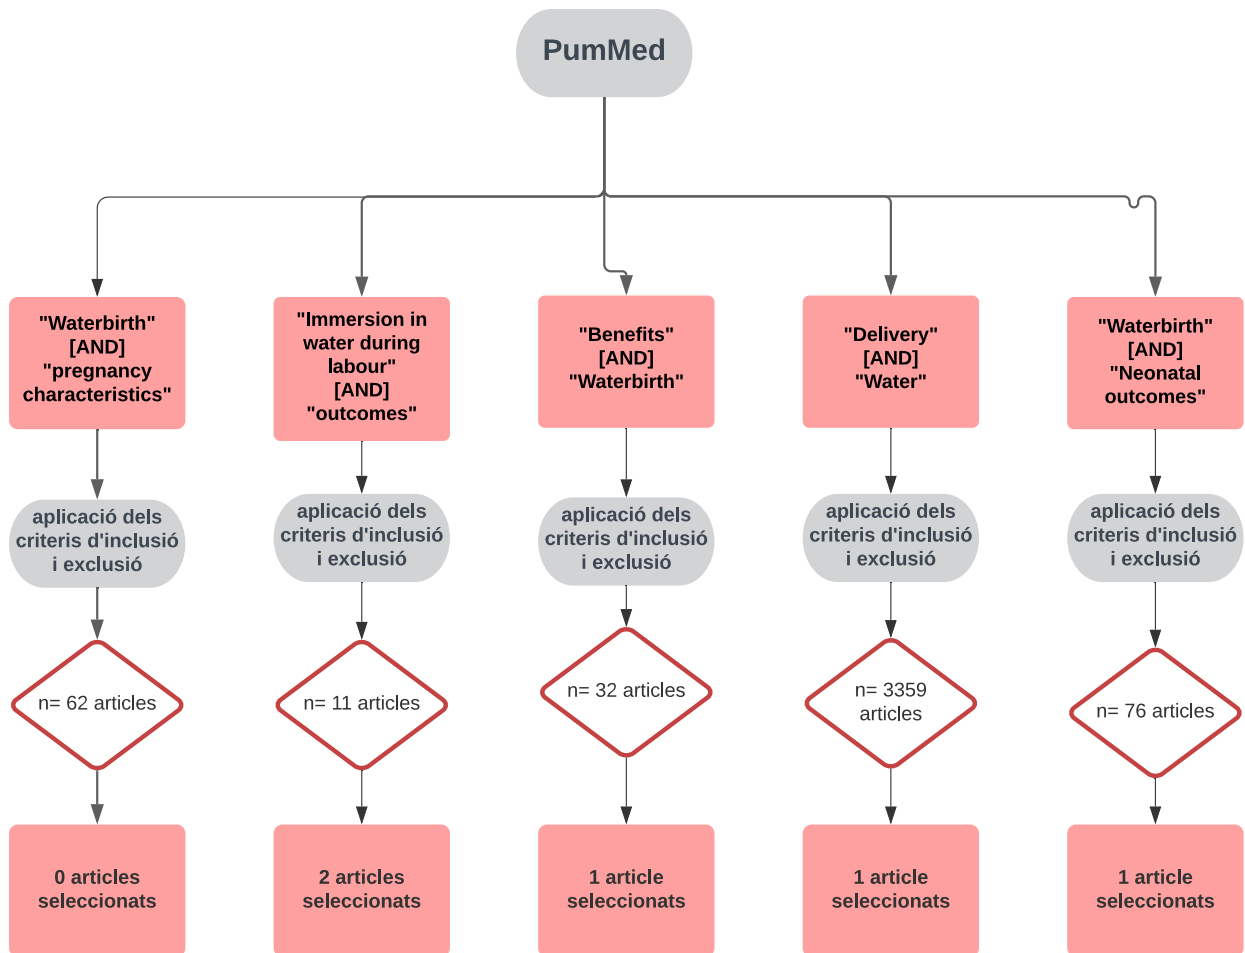 PumMed
"Waterbirth"
[AND]
"pregnancy
characteristics"
"Immersion in
water during
labour"
[AND]
"outcomes"
"Benefits"
[AND]
"Waterbirth"
"Delivery"
[AND]
"Water"
"Waterbirth"
[AND]
"Neonatal
outcomes"
aplicació dels
criteris d'inclusió
i exclusió
aplicació dels
criteris d'inclusió
i exclusió
aplicació dels
criteris d'inclusió
i exclusió
aplicació dels
criteris d'inclusió
i exclusió
aplicació dels
criteris d'inclusió
i exclusió
n= 62 articles
n= 11 articles
n= 32 articles
n= 3359
articles
n= 76 articles
0 articles
seleccionats
2 articles
seleccionats
1 article
seleccionats
1 article
seleccionats
1 article
seleccionats